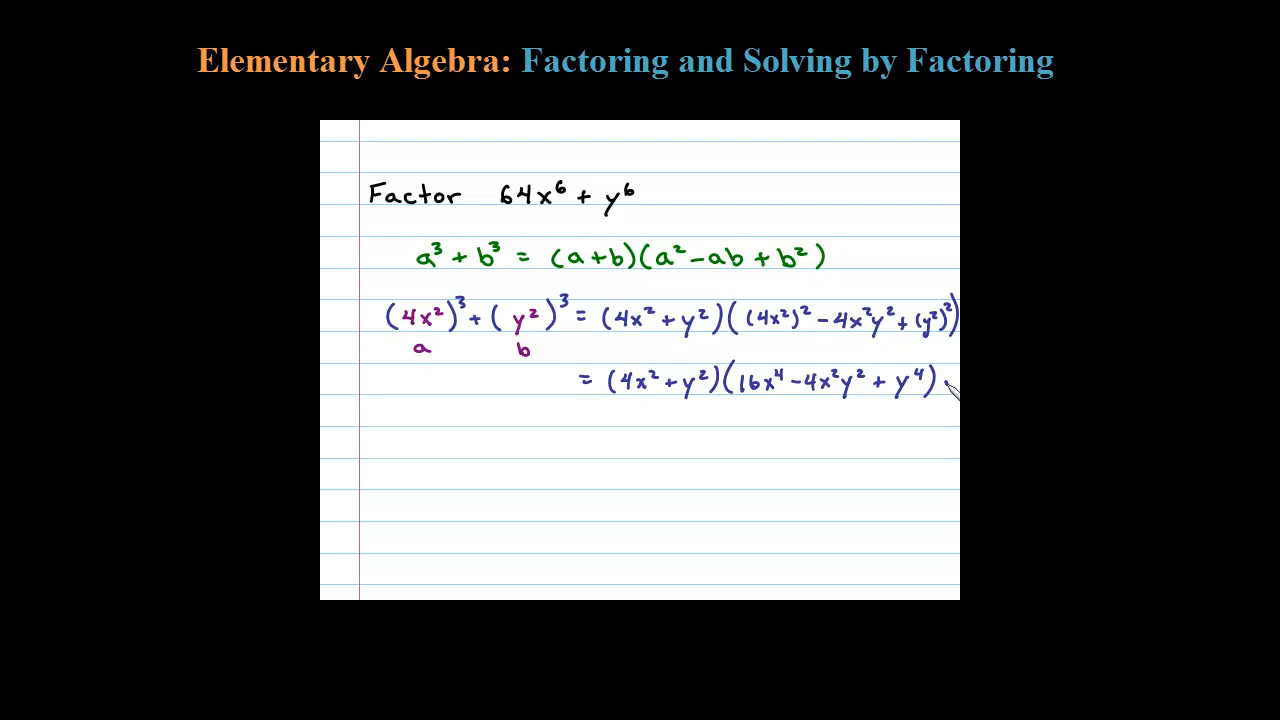 Elementary Algebra: Factoring and Solving by Factoring
Factor 64x⁶ + y⁶
a³ + b³ = (a+b)(a² - ab + b²)
(4x²)³ + (y²)³ = (4x² + y²)((4x²)² - 4x²y² + (y²)²)
a b
= (4x² + y²)(16x⁴ - 4x²y² + y⁴)